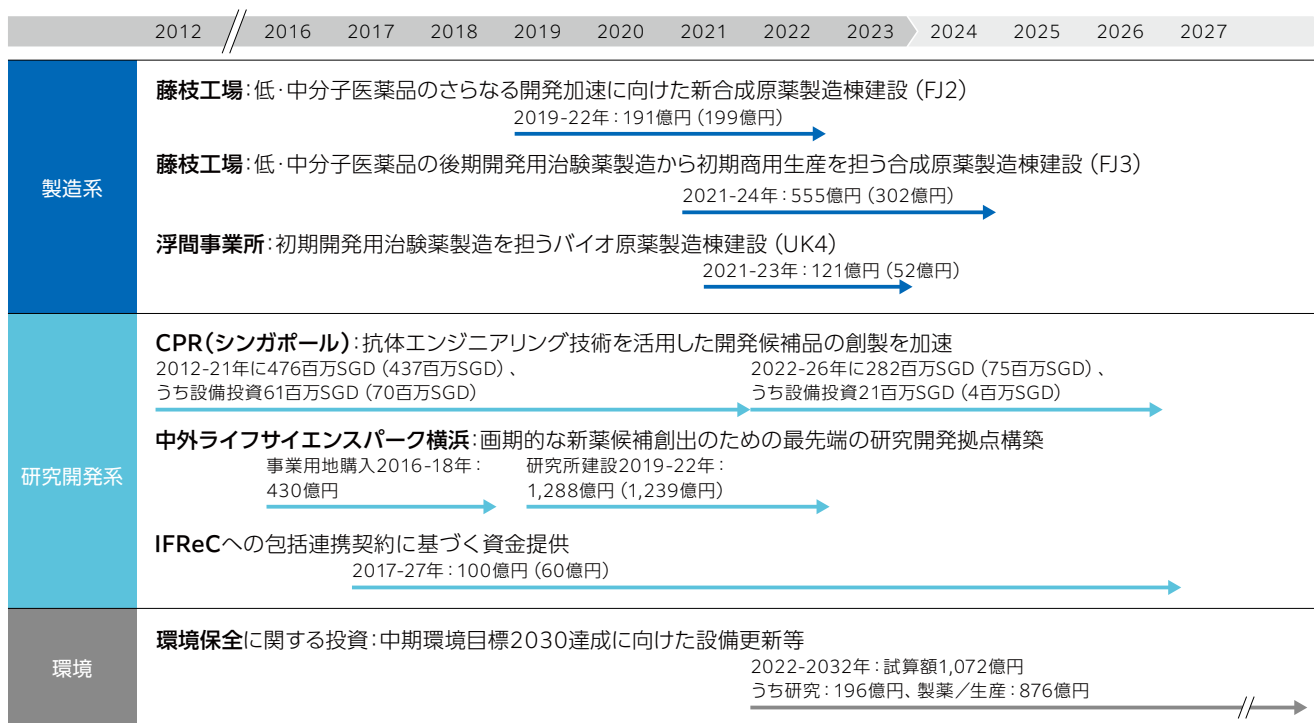 2012 2016 2017 2018 2019 2020 2021 2022 2023 2024 2025 2026 2027
製造系
藤枝工場：低・中分子医薬品のさらなる開発加速に向けた新合成原薬製造棟建設（FJ2）
2019-22年：191億円（199億円）
藤枝工場：低・中分子医薬品の後期開発用治験薬製造から初期商用生産を担う合成原薬製造棟建設（FJ3）
2021-24年：555億円（302億円）
浮間事業所：初期開発用治験薬製造を担うバイオ原薬製造棟建設（UK4）
2021-23年：121億円（52億円）
研究開発系
CPR（シンガポール）：抗体エンジニアリング技術を活用した開発候補品の創製を加速
2012-21年に476百万SGD（437百万SGD）、
うち設備投資61百万SGD（70百万SGD）
2022-26年に282百万SGD（75百万SGD）、
うち設備投資21百万SGD（4百万SGD）
中外ライフサイエンスパーク横浜：画期的な新薬候補創出のための最先端の研究開発拠点構築
事業用地購入2016-18年：
430億円
研究所建設2019-22年：
1,288億円（1,239億円）
IFReCへの包括連携契約に基づく資金提供
2017-27年：100億円（60億円）
環境
環境保全に関する投資：中期環境目標2030達成に向けた設備更新等
2022-2032年：試算額1,072億円
うち研究：196億円、製薬／生産：876億円